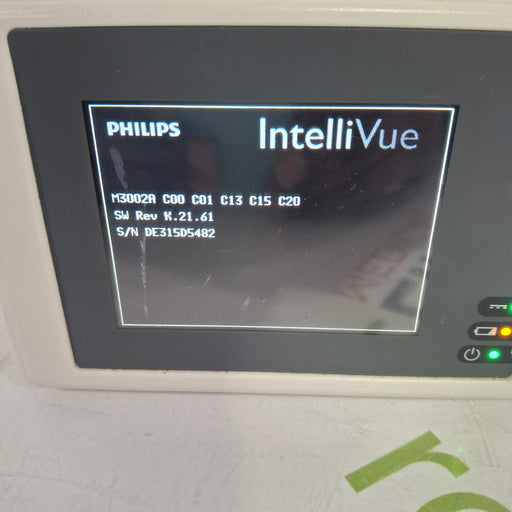 PHILIPS
IntelliVue
M3002A C00 C01 C13 C15 C20
SW Rev K.21.61
S/N DE315D5482